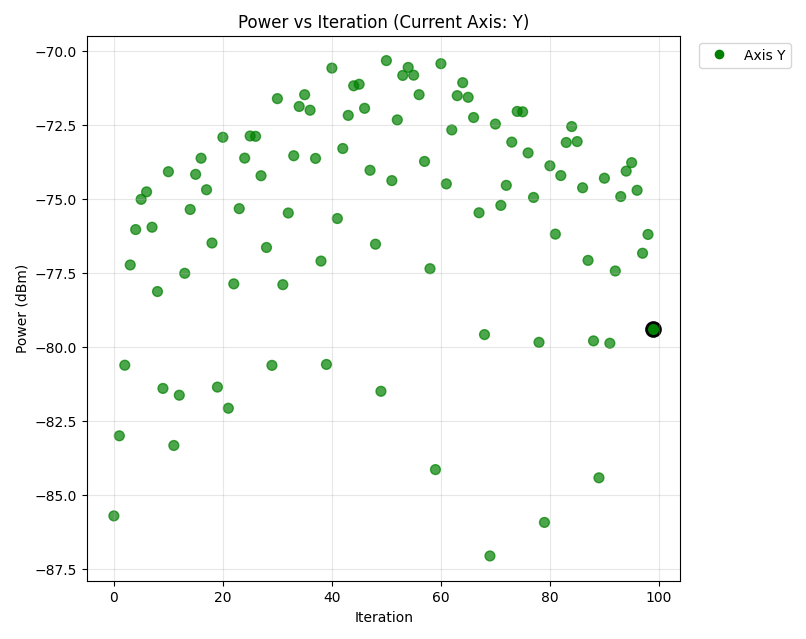 Power vs Iteration (Current Axis: Y)
Axis Y
Power (dBm)
−70.0
−72.5
−75.0
−77.5
−80.0
−82.5
−85.0
−87.5
0 20 40 60 80 100
Iteration